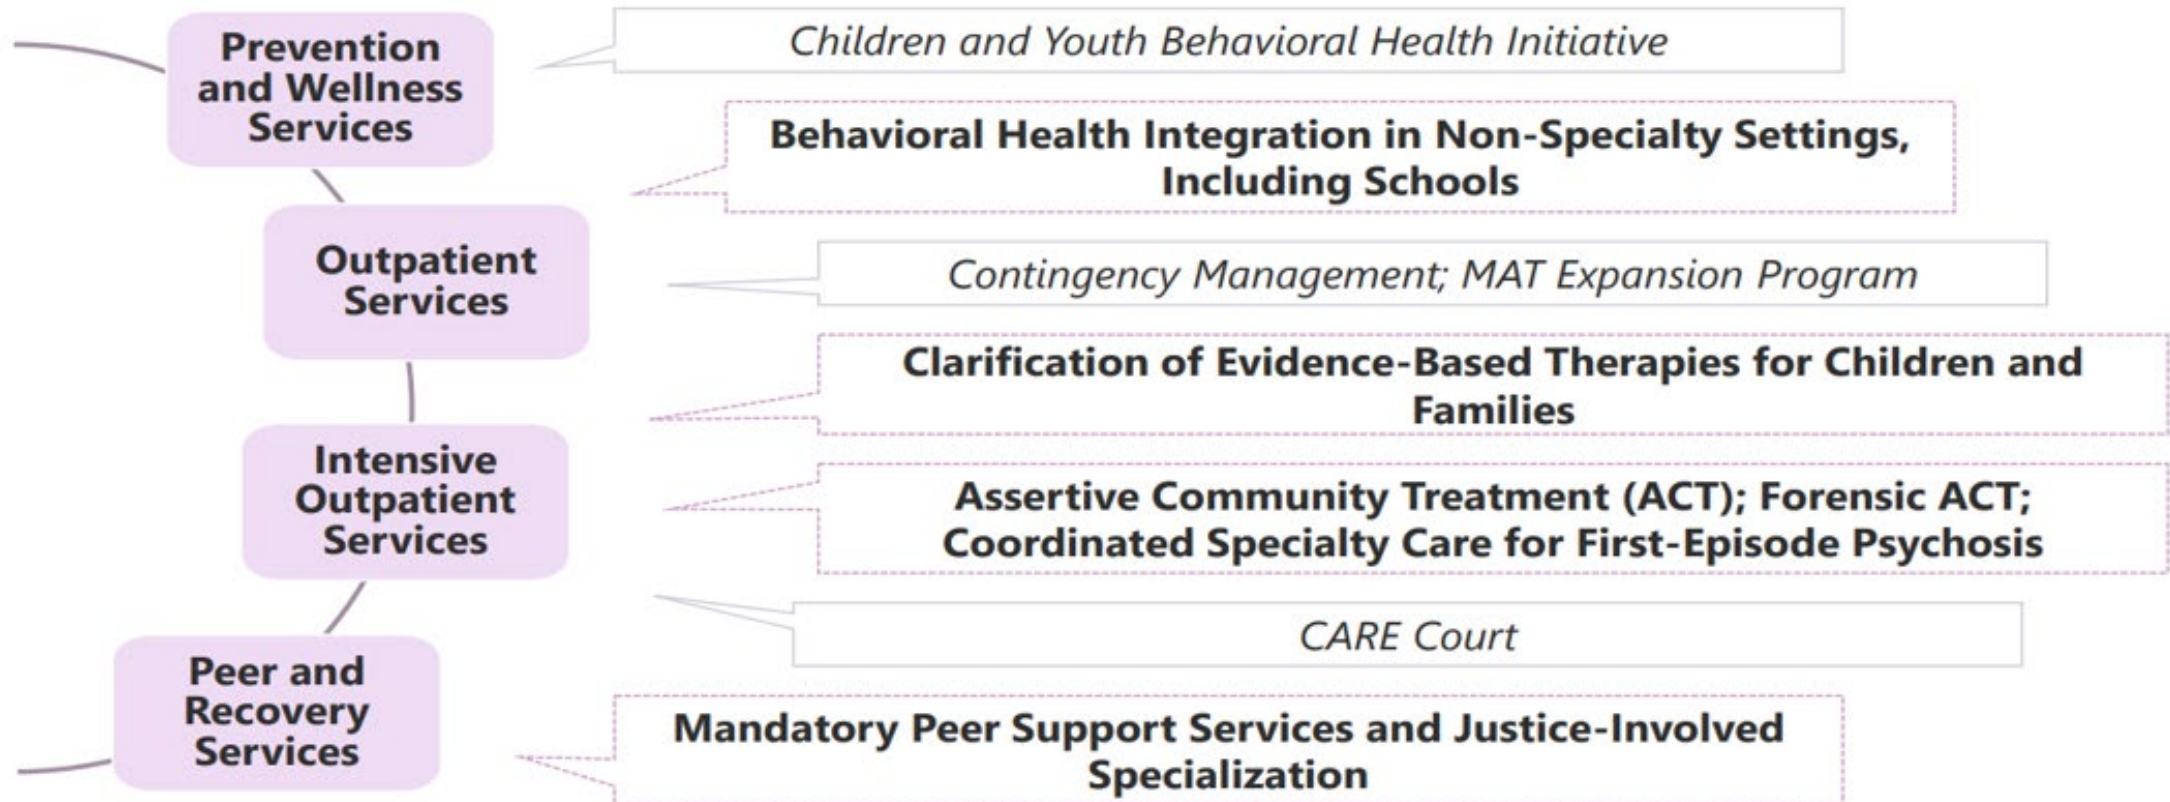 Prevention
and Wellness
Services
Children and Youth Behavioral Health Initiative
Behavioral Health Integration in Non-Specialty Settings,
Including Schools
Outpatient
Services
Contingency Management; MAT Expansion Program
Clarification of Evidence-Based Therapies for Children and
Families
Intensive
Outpatient
Services
Assertive Community Treatment (ACT); Forensic ACT;
Coordinated Specialty Care for First-Episode Psychosis
CARE Court
Peer and
Recovery
Services
Mandatory Peer Support Services and Justice-Involved
Specialization